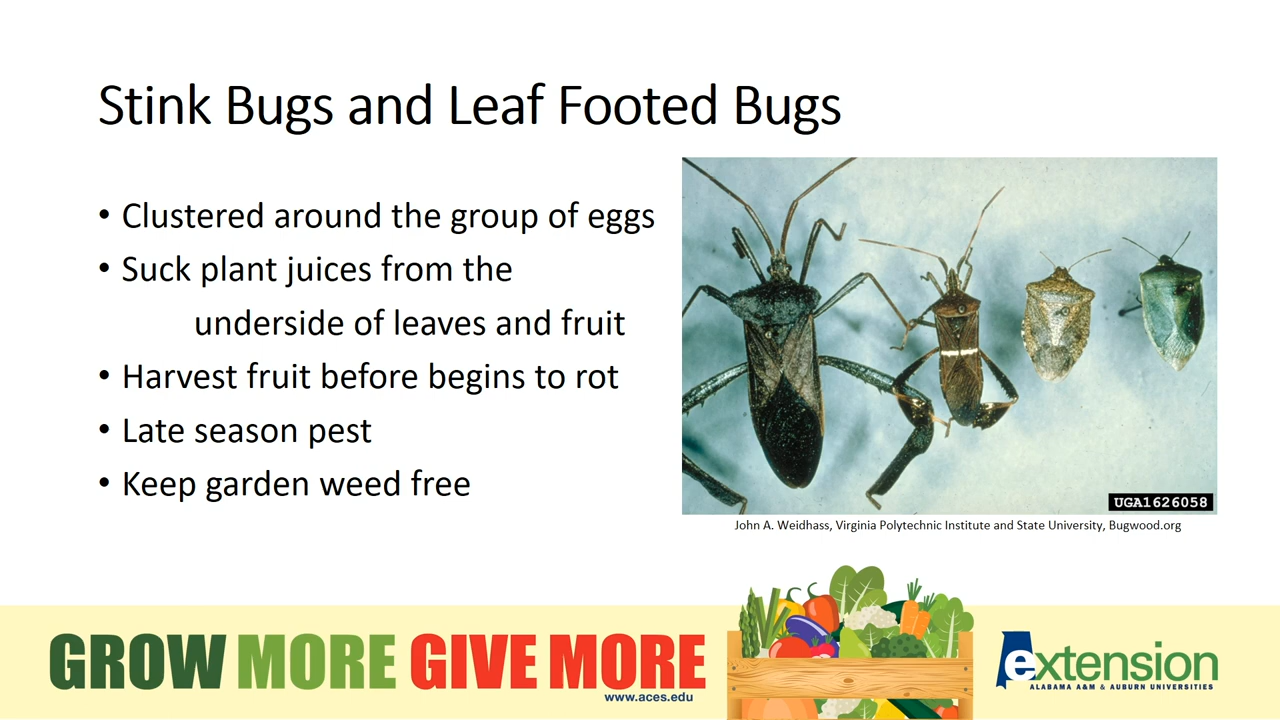 Stink Bugs and Leaf Footed Bugs
• Clustered around the group of eggs
• Suck plant juices from the
underside of leaves and fruit
• Harvest fruit before begins to rot
• Late season pest
• Keep garden weed free
UGA1626058
John A. Weidhass, Virginia Polytechnic Institute and State University, Bugwood.org
GROW MORE GIVE MORE
www.aces.edu
extension
ALABAMA A&M & AUBURN UNIVERSITIES